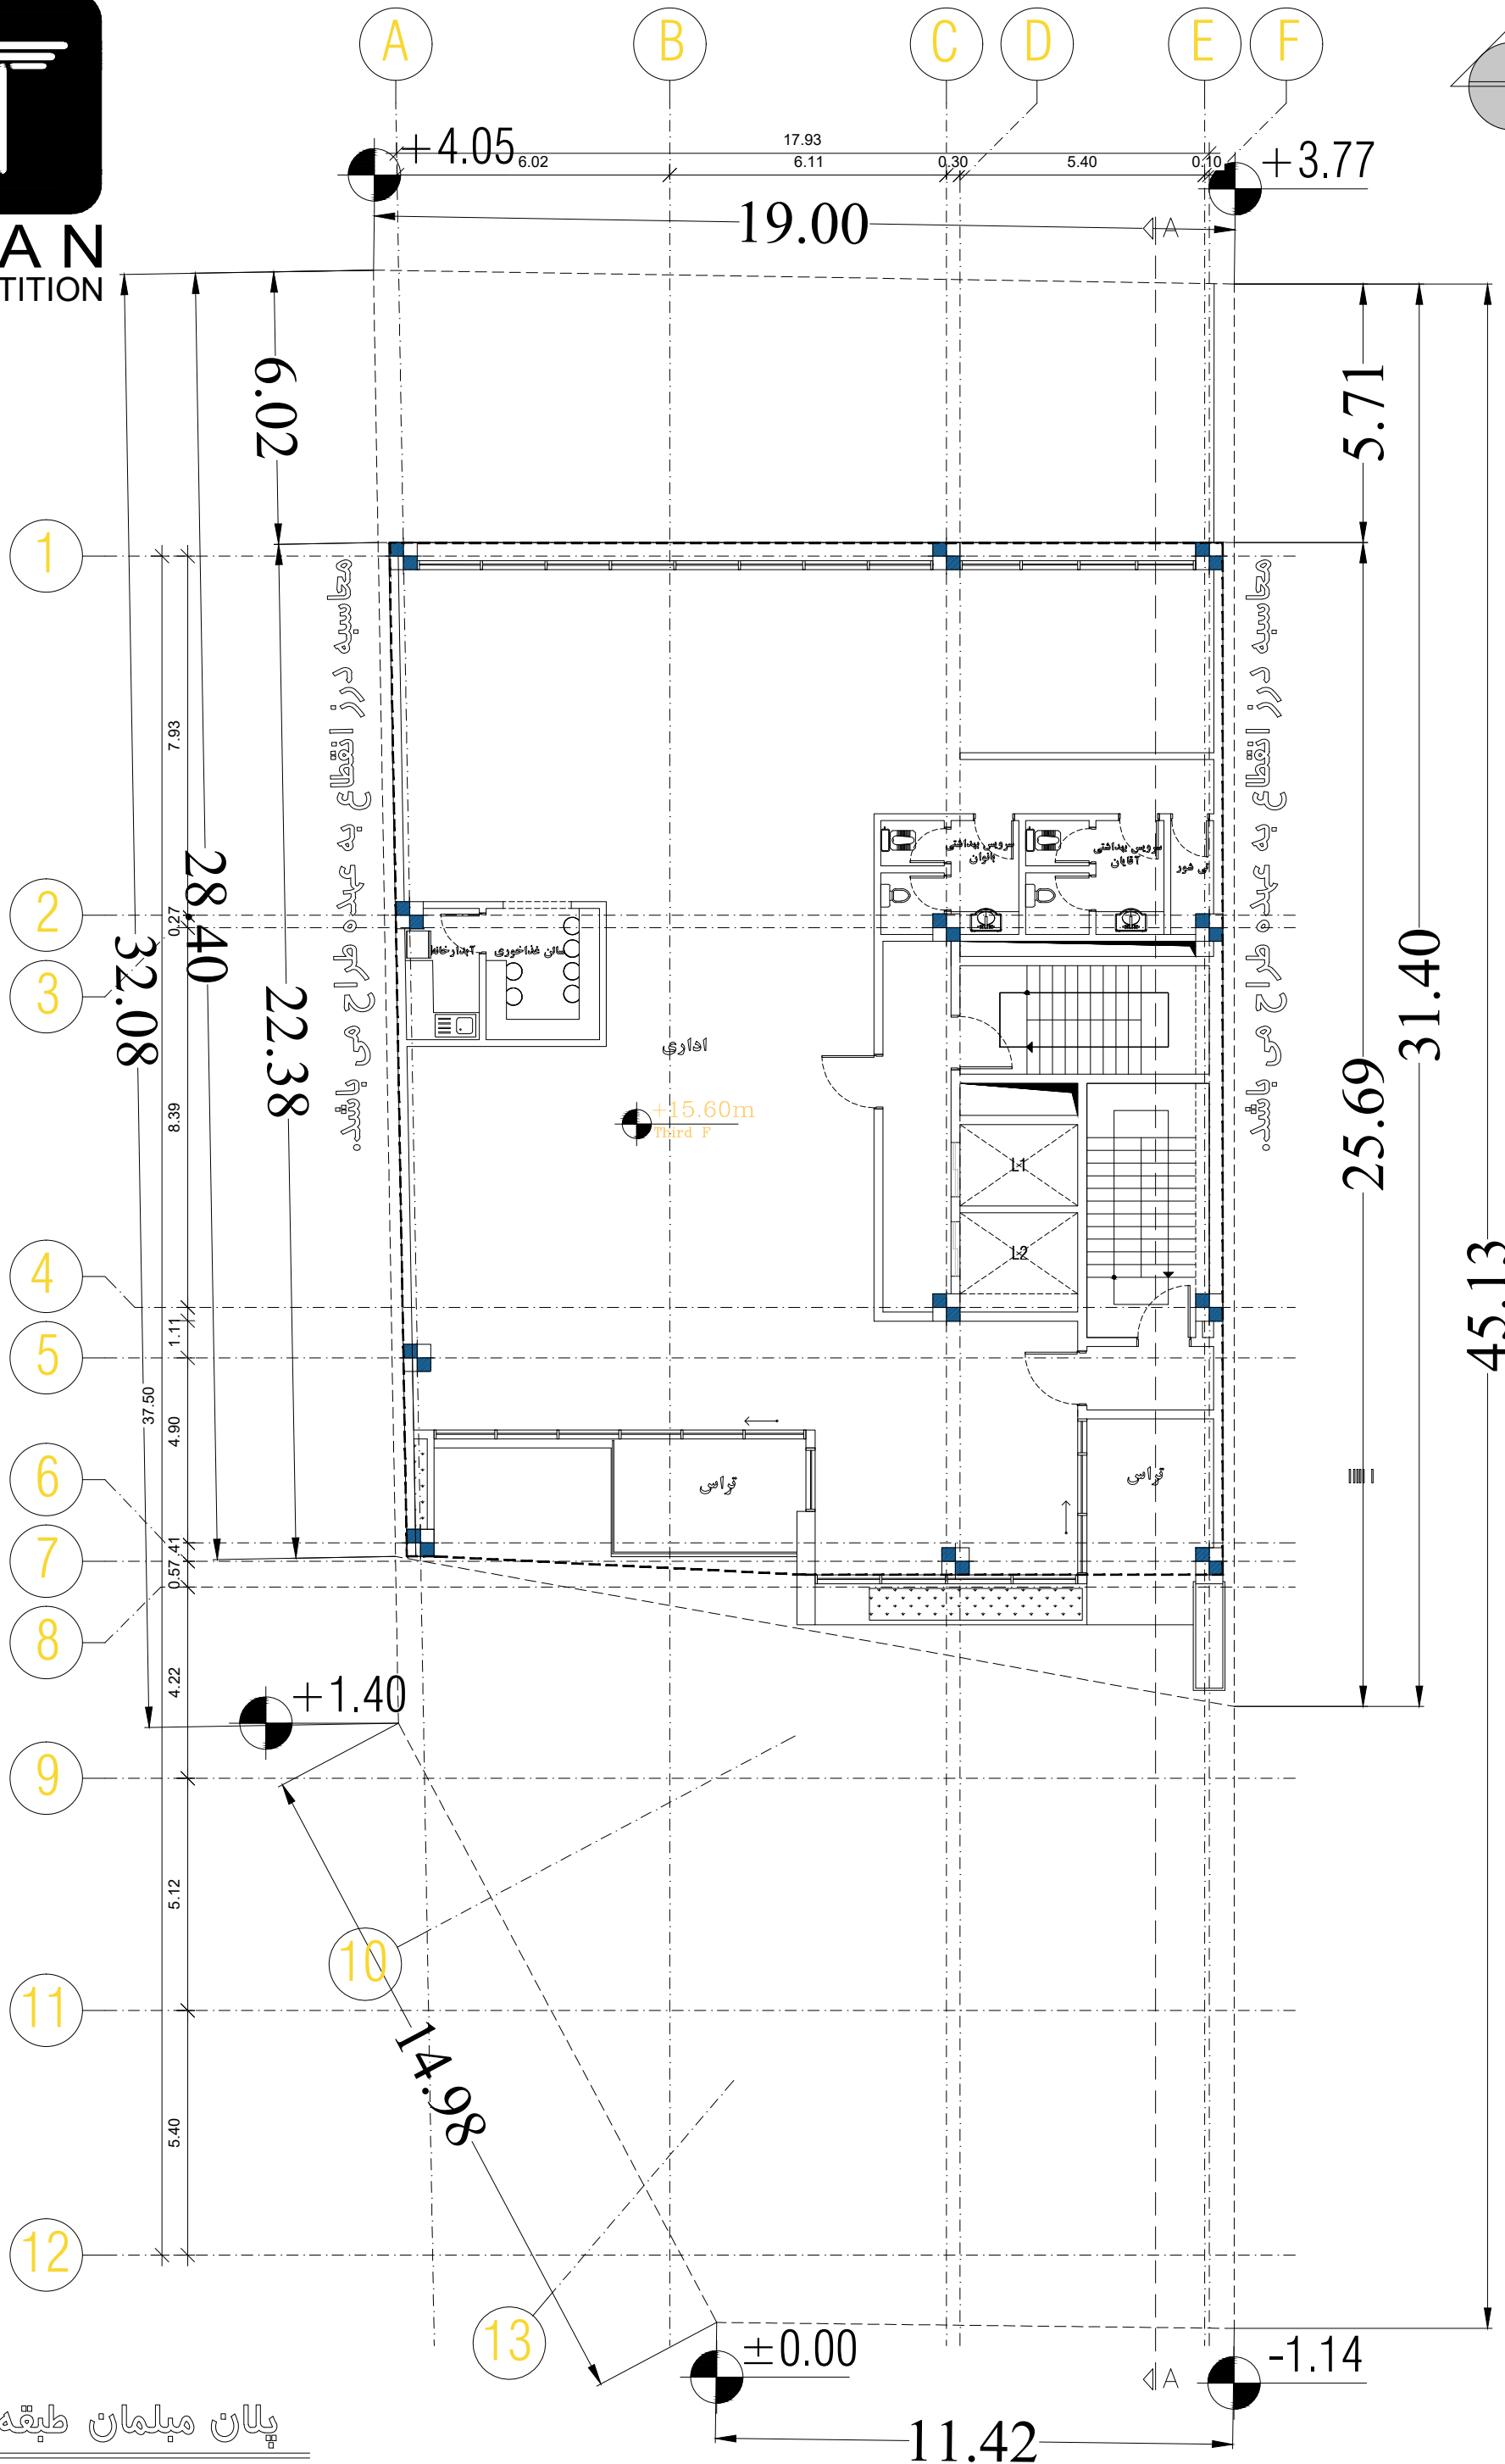 A B C D E F
A N
TITION
+4.05
17.93
+3.77
6.02 6.11 0.30 5.40 0.10
19.00
A
6.02
5.71
1
محاسبه درز انقطاع به عهده طراح می باشد.
محاسبه درز انقطاع به عهده طراح می باشد.
7.93
28.40
32.08
22.38
31.40
25.69
45.13
سرویس بهداشتی
بانوان
سرویس بهداشتی
آقایان
تی شور
2
0.27
3
آبدارخانه
سالن غذاخوری
اداری
+15.60m
Third F
8.39
L1
L2
4
1.11
5
37.50
4.90
تراس
تراس
6
.41
7
0.57
8
4.22
+1.40
9
5.12
10
11
14.98
5.40
12
13
±0.00
A
-1.14
11.42
پلان مبلمان طبقه